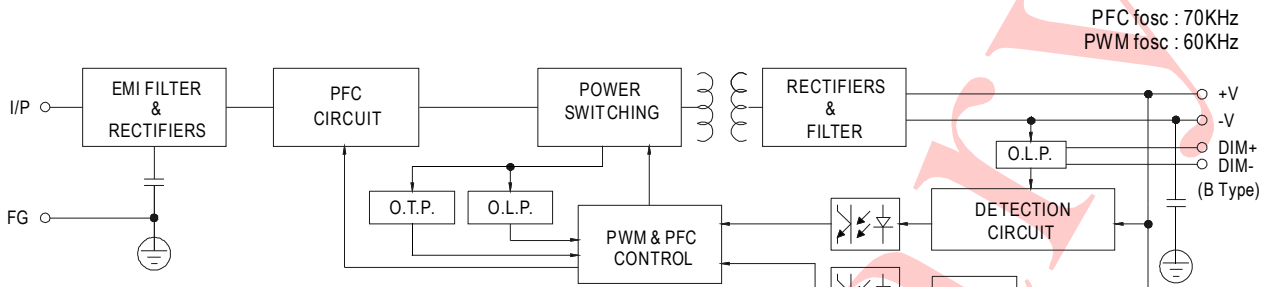 PFC fosc : 70KHz
PWM fosc : 60KHz
I/P
EMI FILTER
&
RECTIFIERS
PFC
CIRCUIT
POWER
SWITCHING
RECTIFIERS
&
FILTER
+V
-V
DIM+
DIM-
(B Type)
O.L.P.
FG
O.T.P.
O.L.P.
PWM & PFC
CONTROL
DETECTION
CIRCUIT